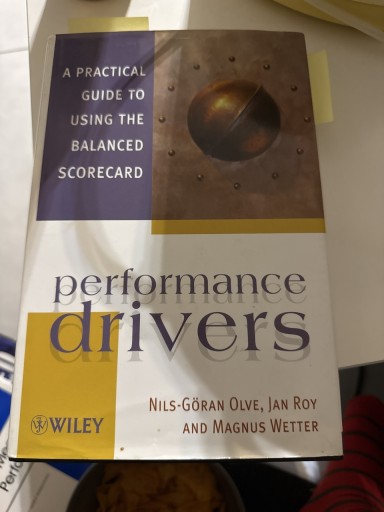 A PRACTICAL
GUIDE TO
USING THE
BALANCED
SCORECARD
performance
drivers
NILS-GÖRAN OLVE, JAN ROY
AND MAGNUS WETTER
WILEY